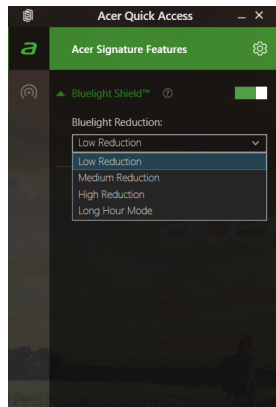 Acer Quick Access
a
Acer Signature Features
Bluelight Shield™ ?
Bluelight Reduction:
Low Reduction
Low Reduction
Medium Reduction
High Reduction
Long Hour Mode
acer